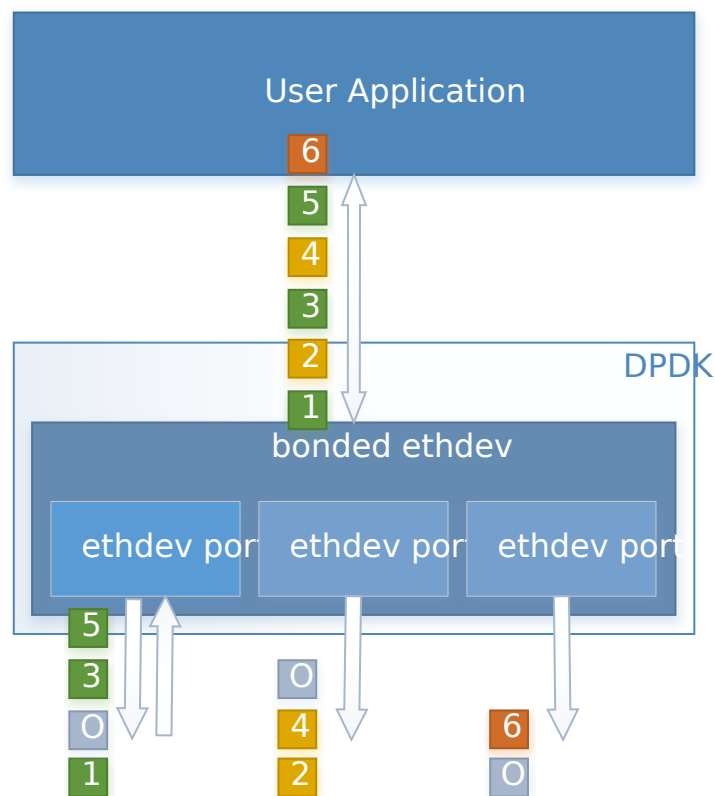 User Application
6
5
4
3
2
1
DPDK
bonded ethdev
ethdev port
ethdev port
ethdev port
5
3
O
1
O
4
2
6
O